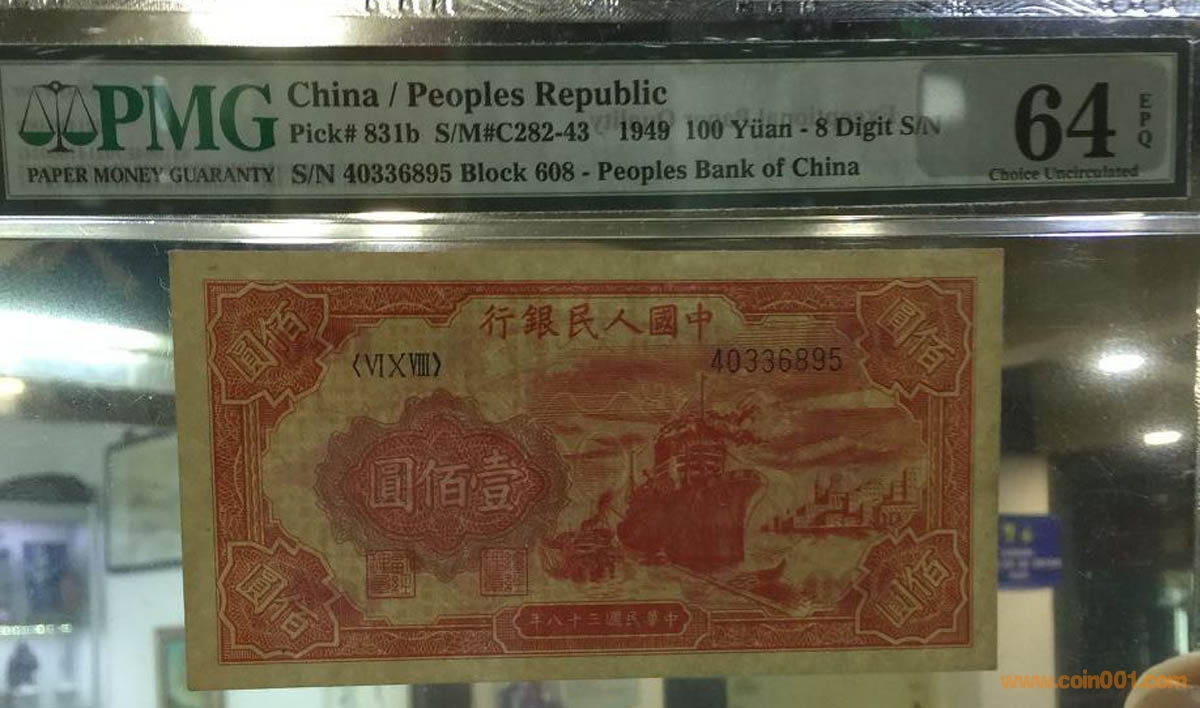 PMG
PAPER MONEY GUARANTY
China / Peoples Republic
Pick# 831b S/M#C282-43 1949 100 Yüan - 8 Digit S/N
S/N 40336895 Block 608 - Peoples Bank of China
64
EPQ
Choice Uncirculated
中國人民銀行
佰圓
佰圓
〈VI X VIII〉
40336895
壹佰圓
佰圓
佰圓
中華民國三十八年
www.coin001.com